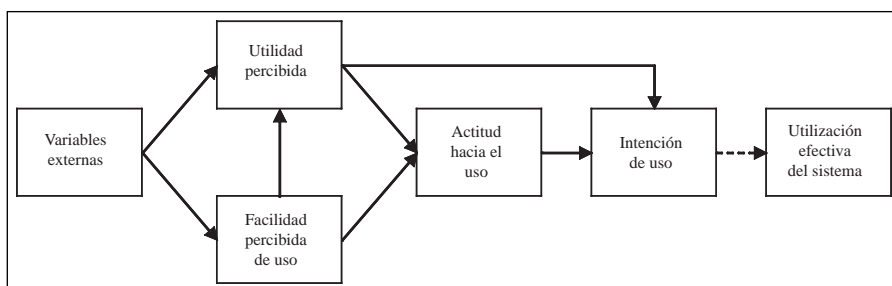 Utilidad
percibida
Variables
externas
Facilidad
percibida
de uso
Actitud
hacia el
uso
Intención
de uso
Utilización
efectiva
del sistema